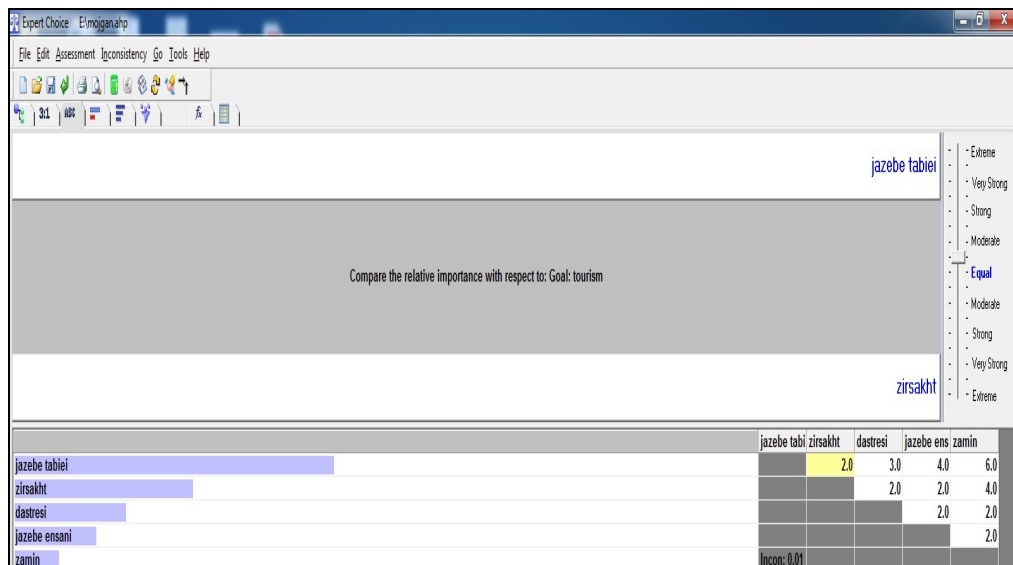 Expert Choice E:\mojgan.ahp
File Edit Assessment Inconsistency Go Tools Help
3:1 ABC fx
jazebe tabiei
Compare the relative importance with respect to: Goal: tourism
zirsakht
Extreme
Very Strong
Strong
Moderate
Equal
Moderate
Strong
Very Strong
Extreme
jazebe tabi zirsakht dastresi jazebe ens zamin
jazebe tabiei 2.0 3.0 4.0 6.0
zirsakht 2.0 2.0 4.0
dastresi 2.0 2.0
jazebe ensani 2.0
zamin Incon: 0.01